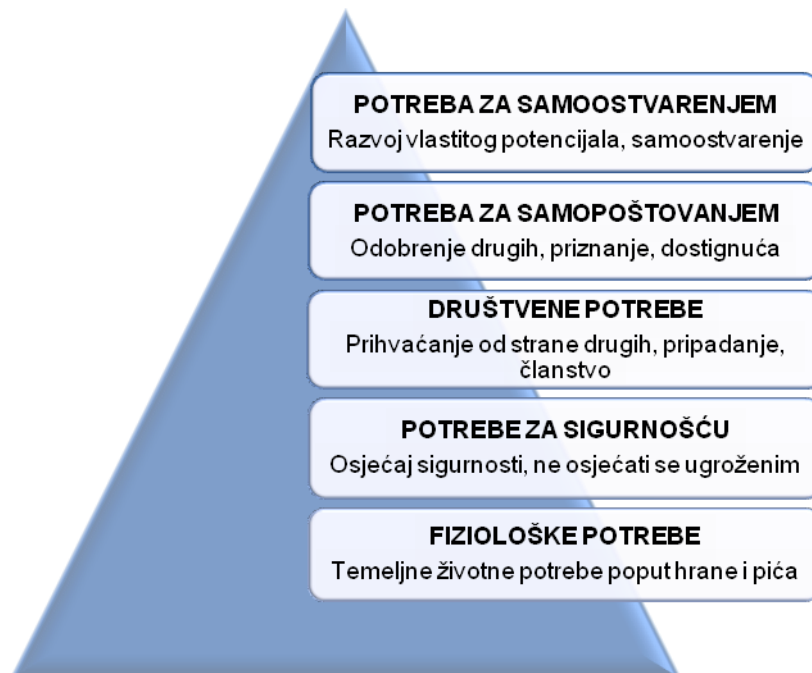 POTREBA ZA SAMOOSTVARENJEM
Razvoj vlastitog potencijala, samoostvarenje
POTREBA ZA SAMOPOŠTOVANJEM
Odobrenje drugih, priznanje, dostignuća
DRUŠTVENE POTREBE
Prihvaćanje od strane drugih, pripadanje,
članstvo
POTREBE ZA SIGURNOŠĆU
Osjećaj sigurnosti, ne osjećati se ugroženim
FIZIOLOŠKE POTREBE
Temeljne životne potrebe poput hrane i pića